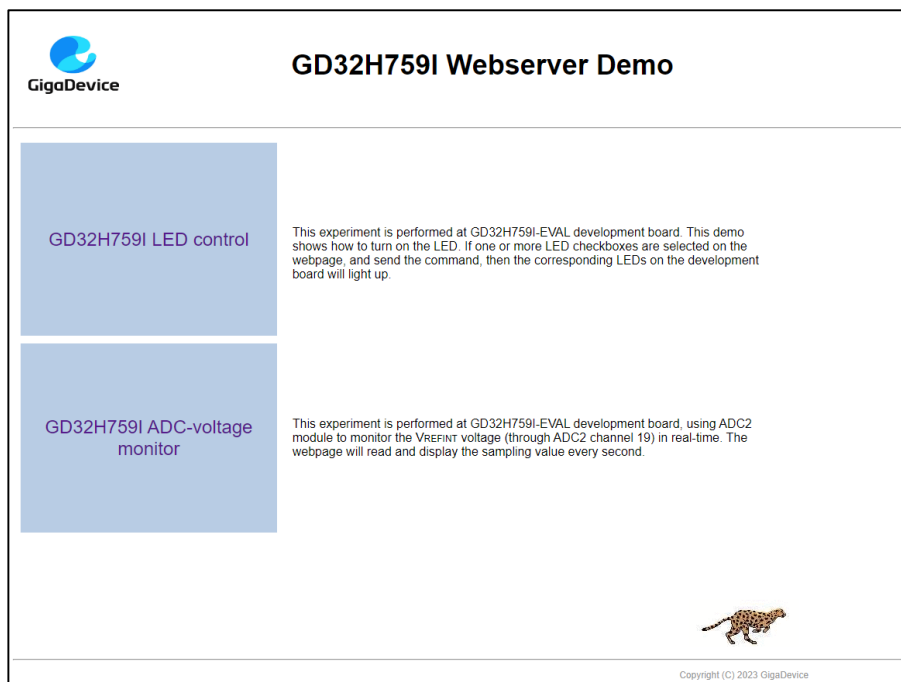 GigaDevice
GD32H759I Webserver Demo
GD32H759I LED control
This experiment is performed at GD32H759I-EVAL development board. This demo
shows how to turn on the LED. If one or more LED checkboxes are selected on the
webpage, and send the command, then the corresponding LEDs on the development
board will light up.
GD32H759I ADC-voltage
monitor
This experiment is performed at GD32H759I-EVAL development board, using ADC2
module to monitor the VREFINT voltage (through ADC2 channel 19) in real-time. The
webpage will read and display the sampling value every second.
Copyright (C) 2023 GigaDevice